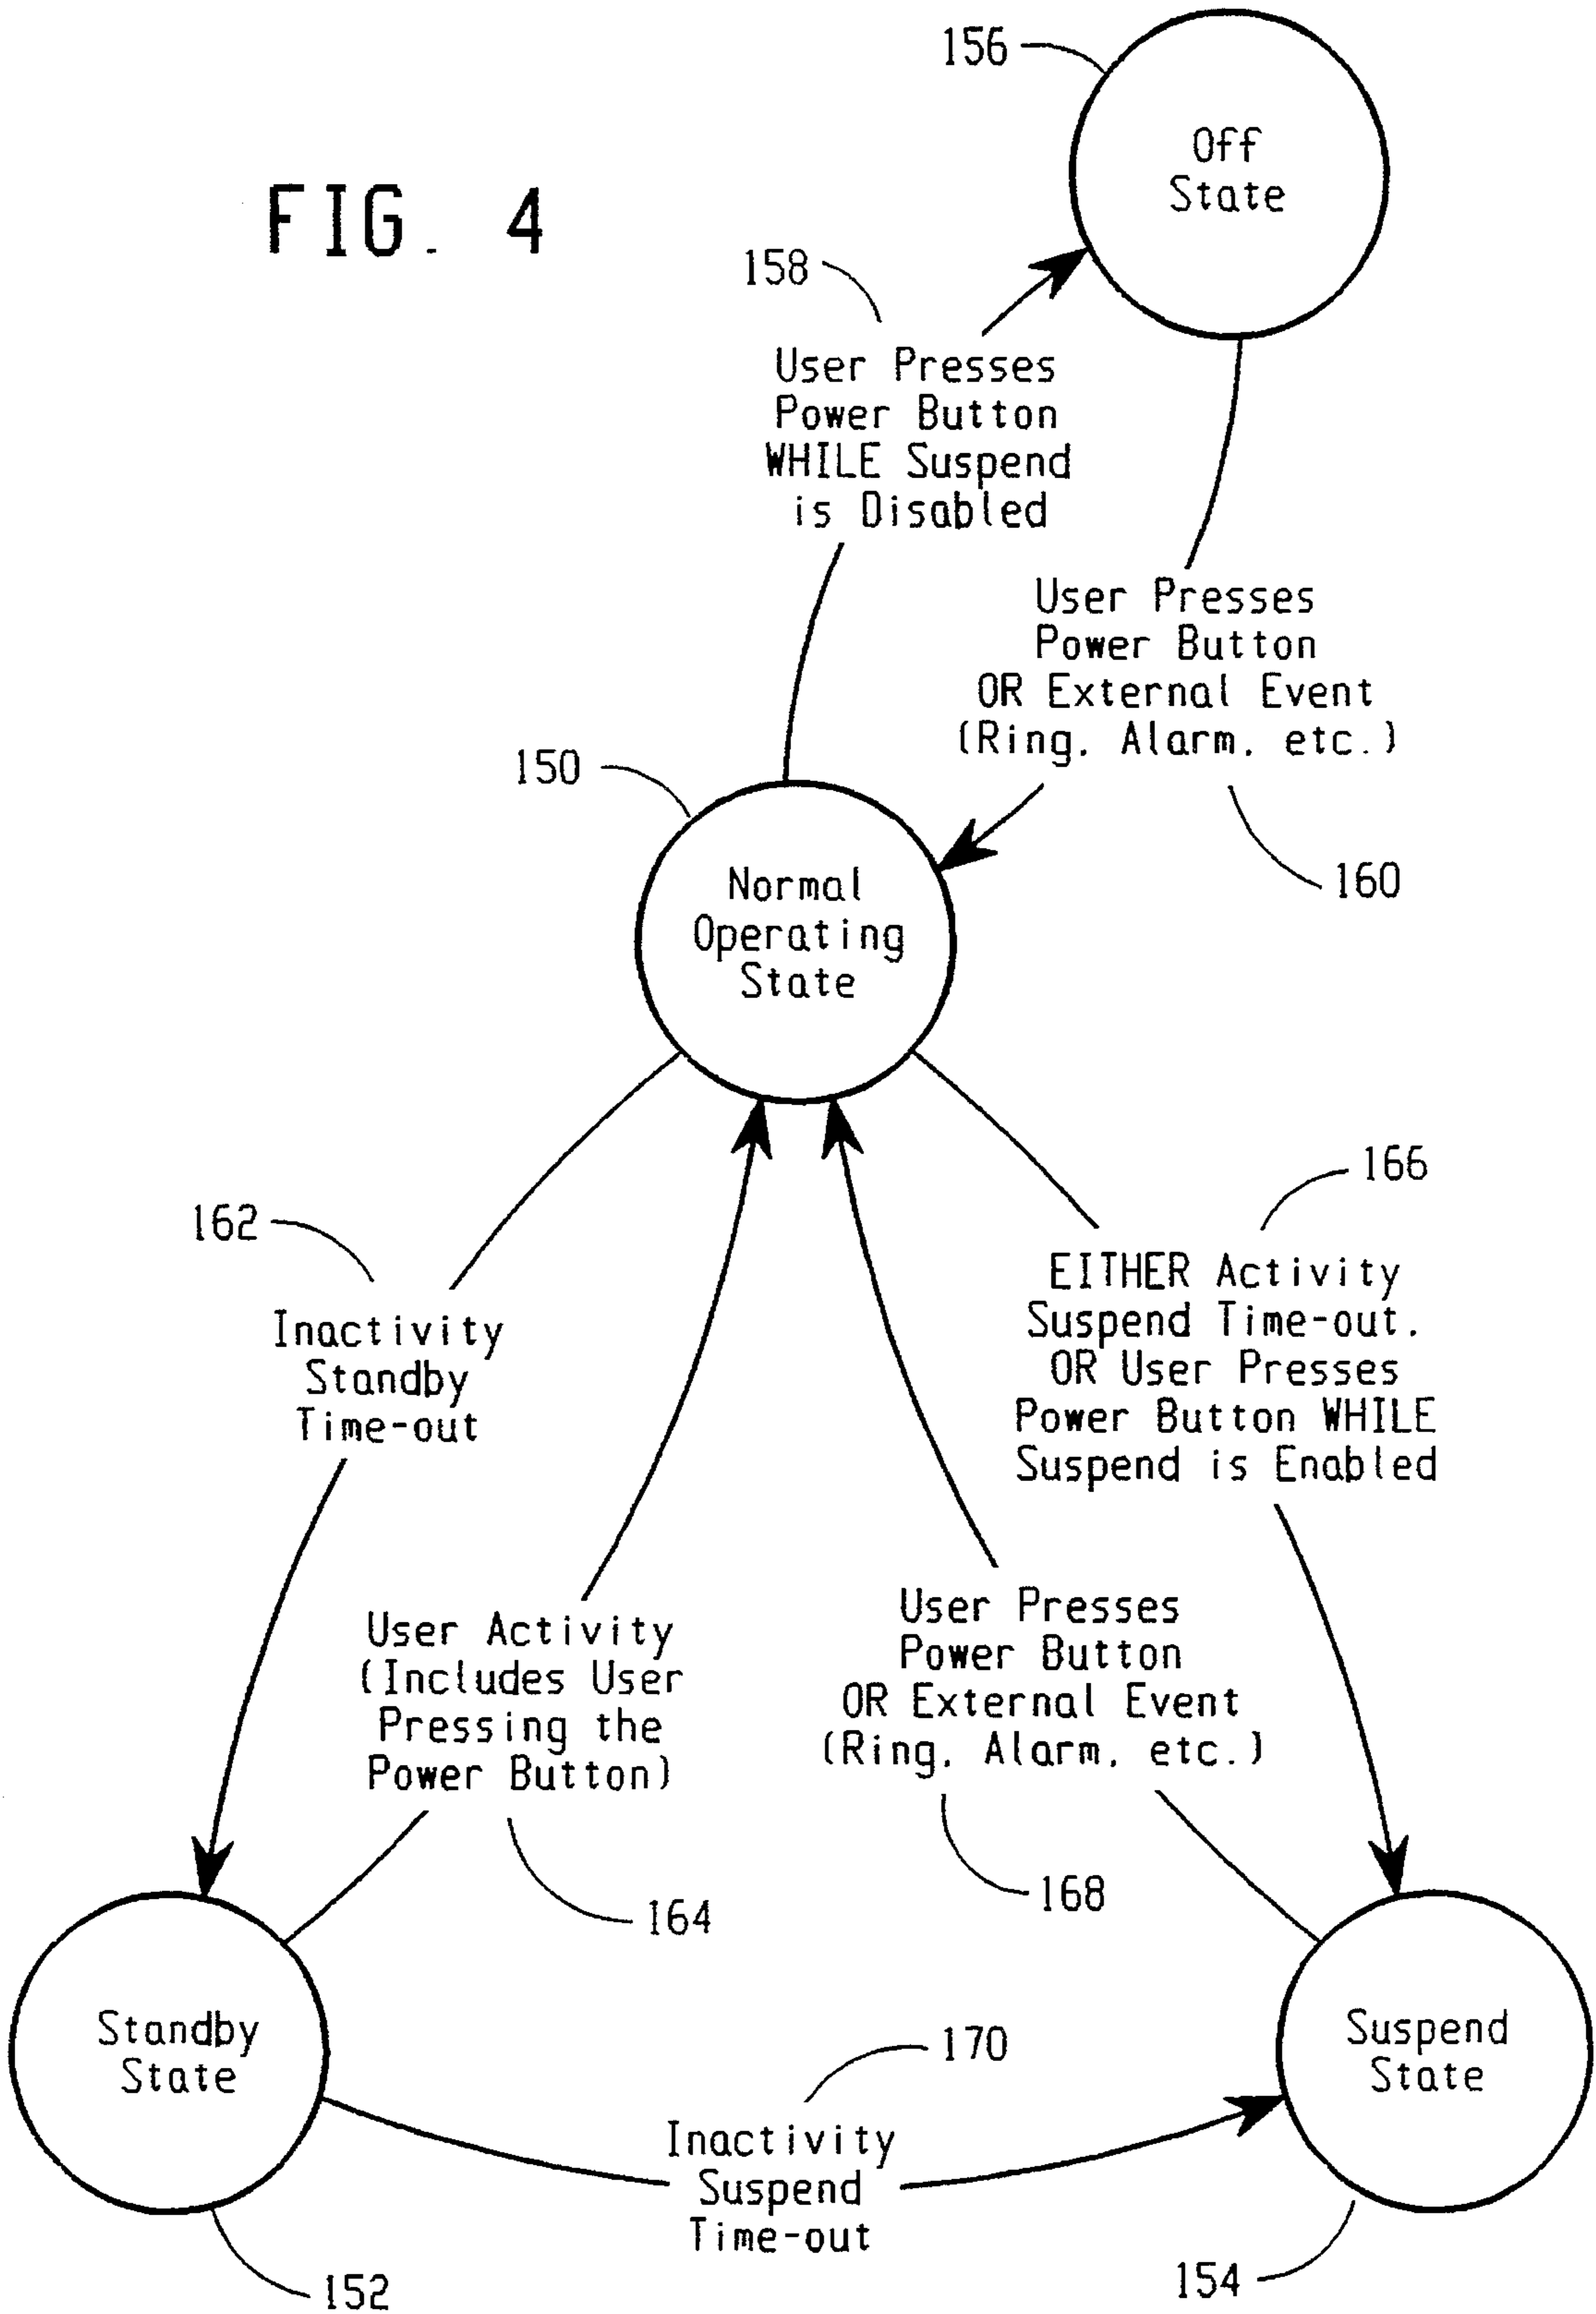 156
Off
State
FIG. 4
158
User Presses
Power Button
WHILE Suspend
is Disabled
User Presses
Power Button
OR External Event
(Ring, Alarm, etc.)
150
160
Normal
Operating
State
166
162
EITHER Activity
Suspend Time-out,
OR User Presses
Power Button WHILE
Suspend is Enabled
Inactivity
Standby
Time-out
User Presses
Power Button
OR External Event
(Ring, Alarm, etc.)
User Activity
(Includes User
Pressing the
Power Button)
168
164
Standby
State
Suspend
State
170
Inactivity
Suspend
Time-out
152
154